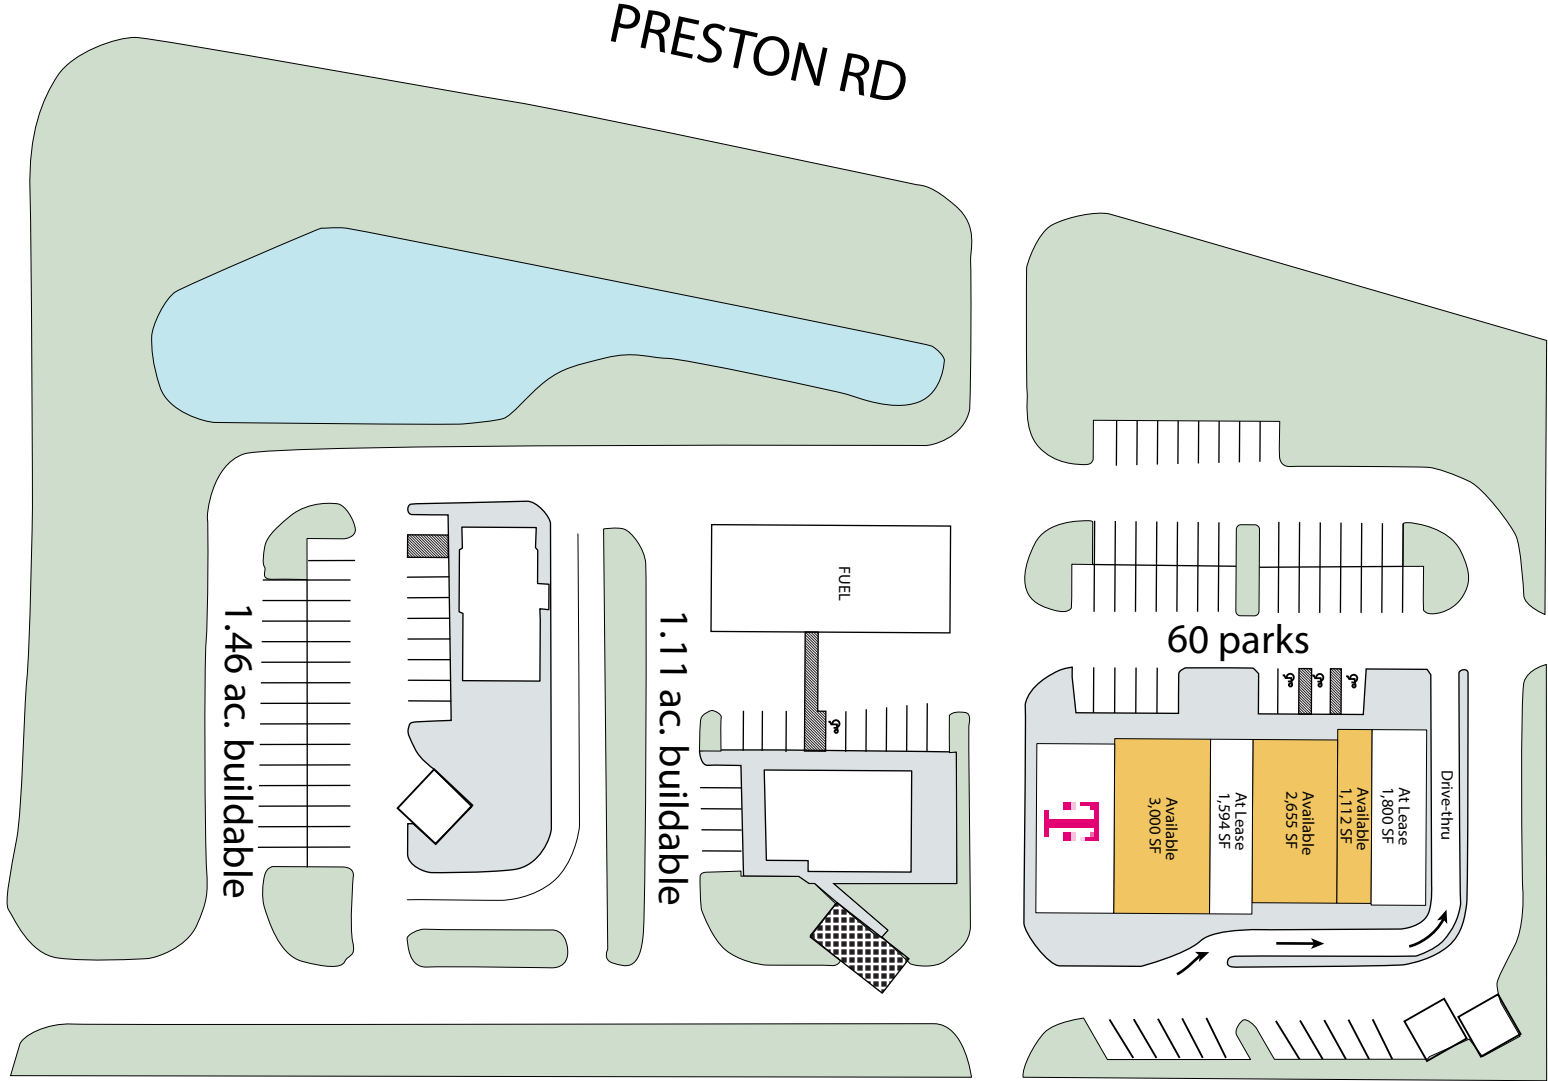 PRESTON RD
FUEL
1.46 ac. buildable
1.11 ac. buildable
60 parks
T
Available
3,000 SF
At Lease
1,594 SF
Available
2,655 SF
Available
1,112 SF
At Lease
1,800 SF
Drive-thru